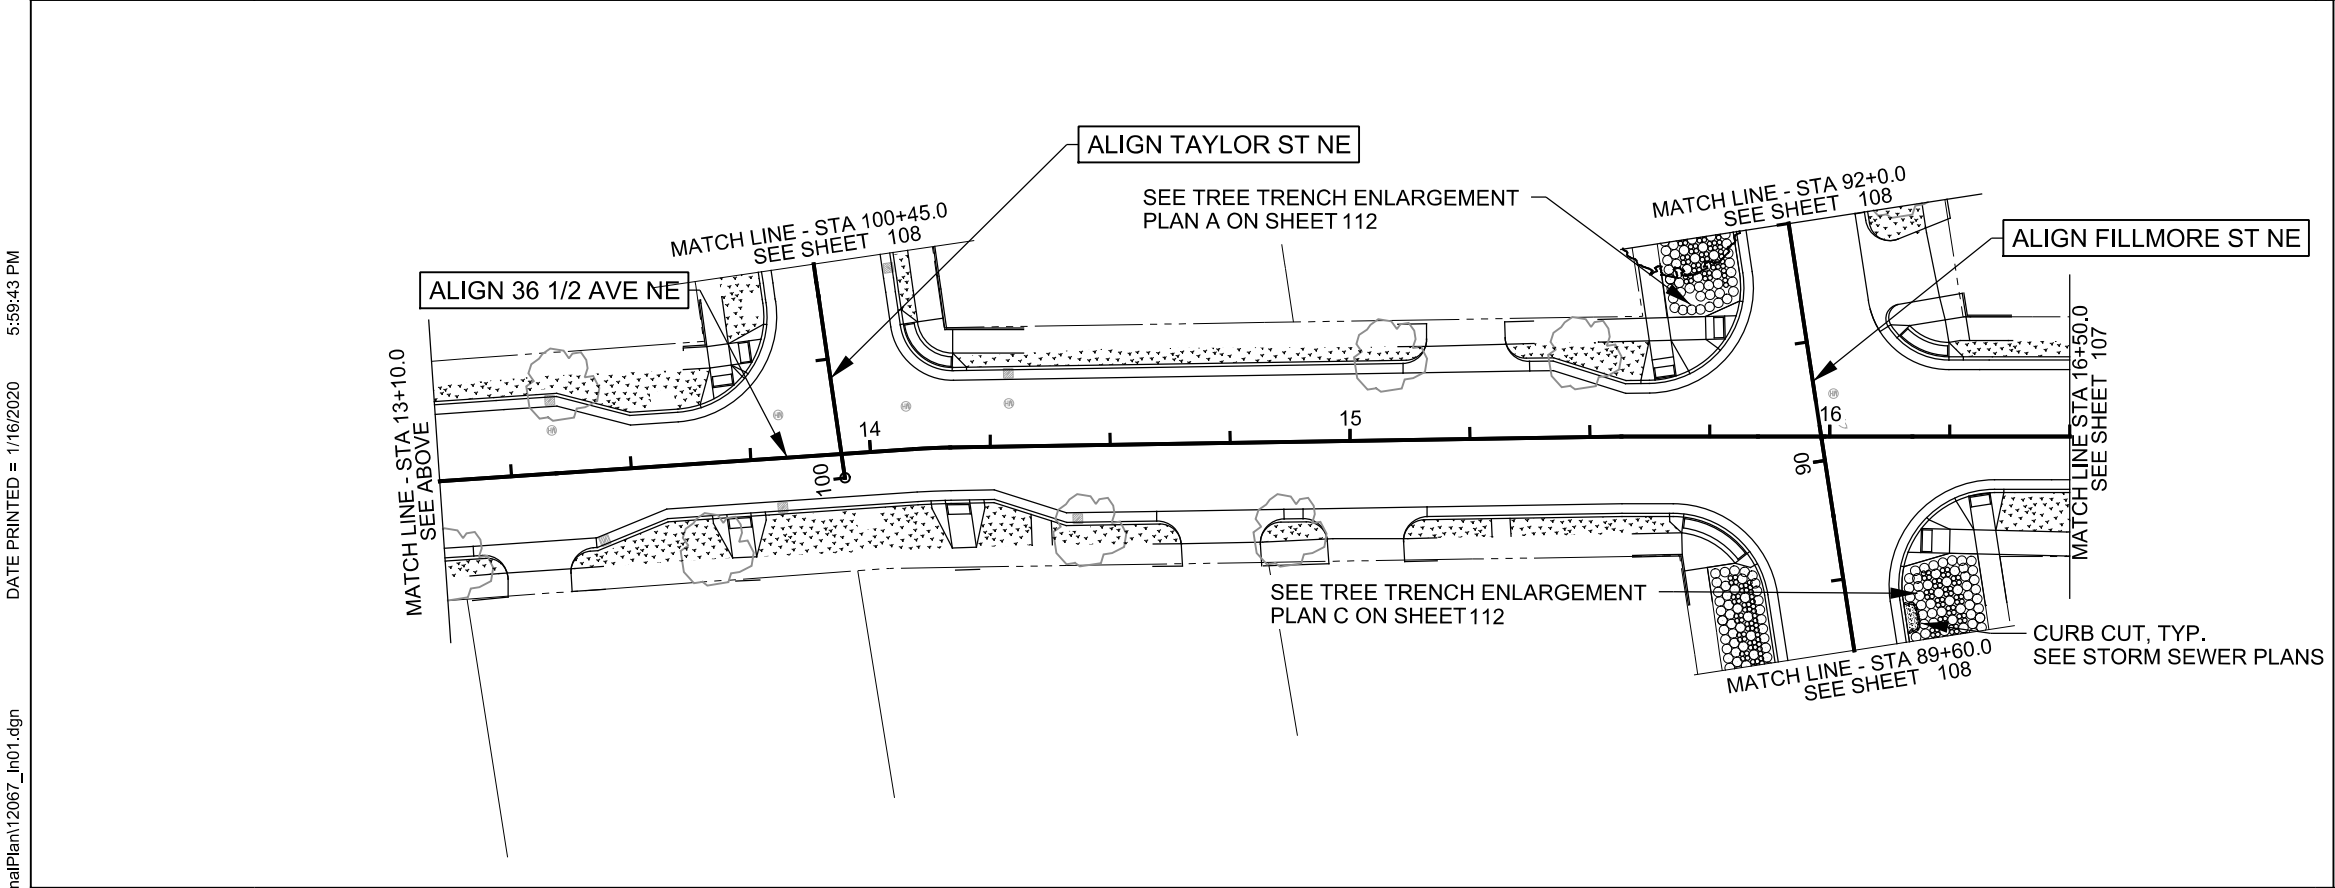 ALIGN TAYLOR ST NE
SEE TREE TRENCH ENLARGEMENT
PLAN A ON SHEET 112
MATCH LINE - STA 92+0.0
SEE SHEET 108
MATCH LINE - STA 100+45.0
SEE SHEET 108
ALIGN FILLMORE ST NE
ALIGN 36 1/2 AVE NE
MATCH LINE - STA 13+10.0
SEE ABOVE
14
15
16
100
90
MATCH LINE STA 16+50.0
SEE SHEET 107
SEE TREE TRENCH ENLARGEMENT
PLAN C ON SHEET 112
CURB CUT, TYP.
SEE STORM SEWER PLANS
MATCH LINE - STA 89+60.0
SEE SHEET 108
nalPlan\12067_ln01.dgn DATE PRINTED = 1/16/2020 5:59:43 PM